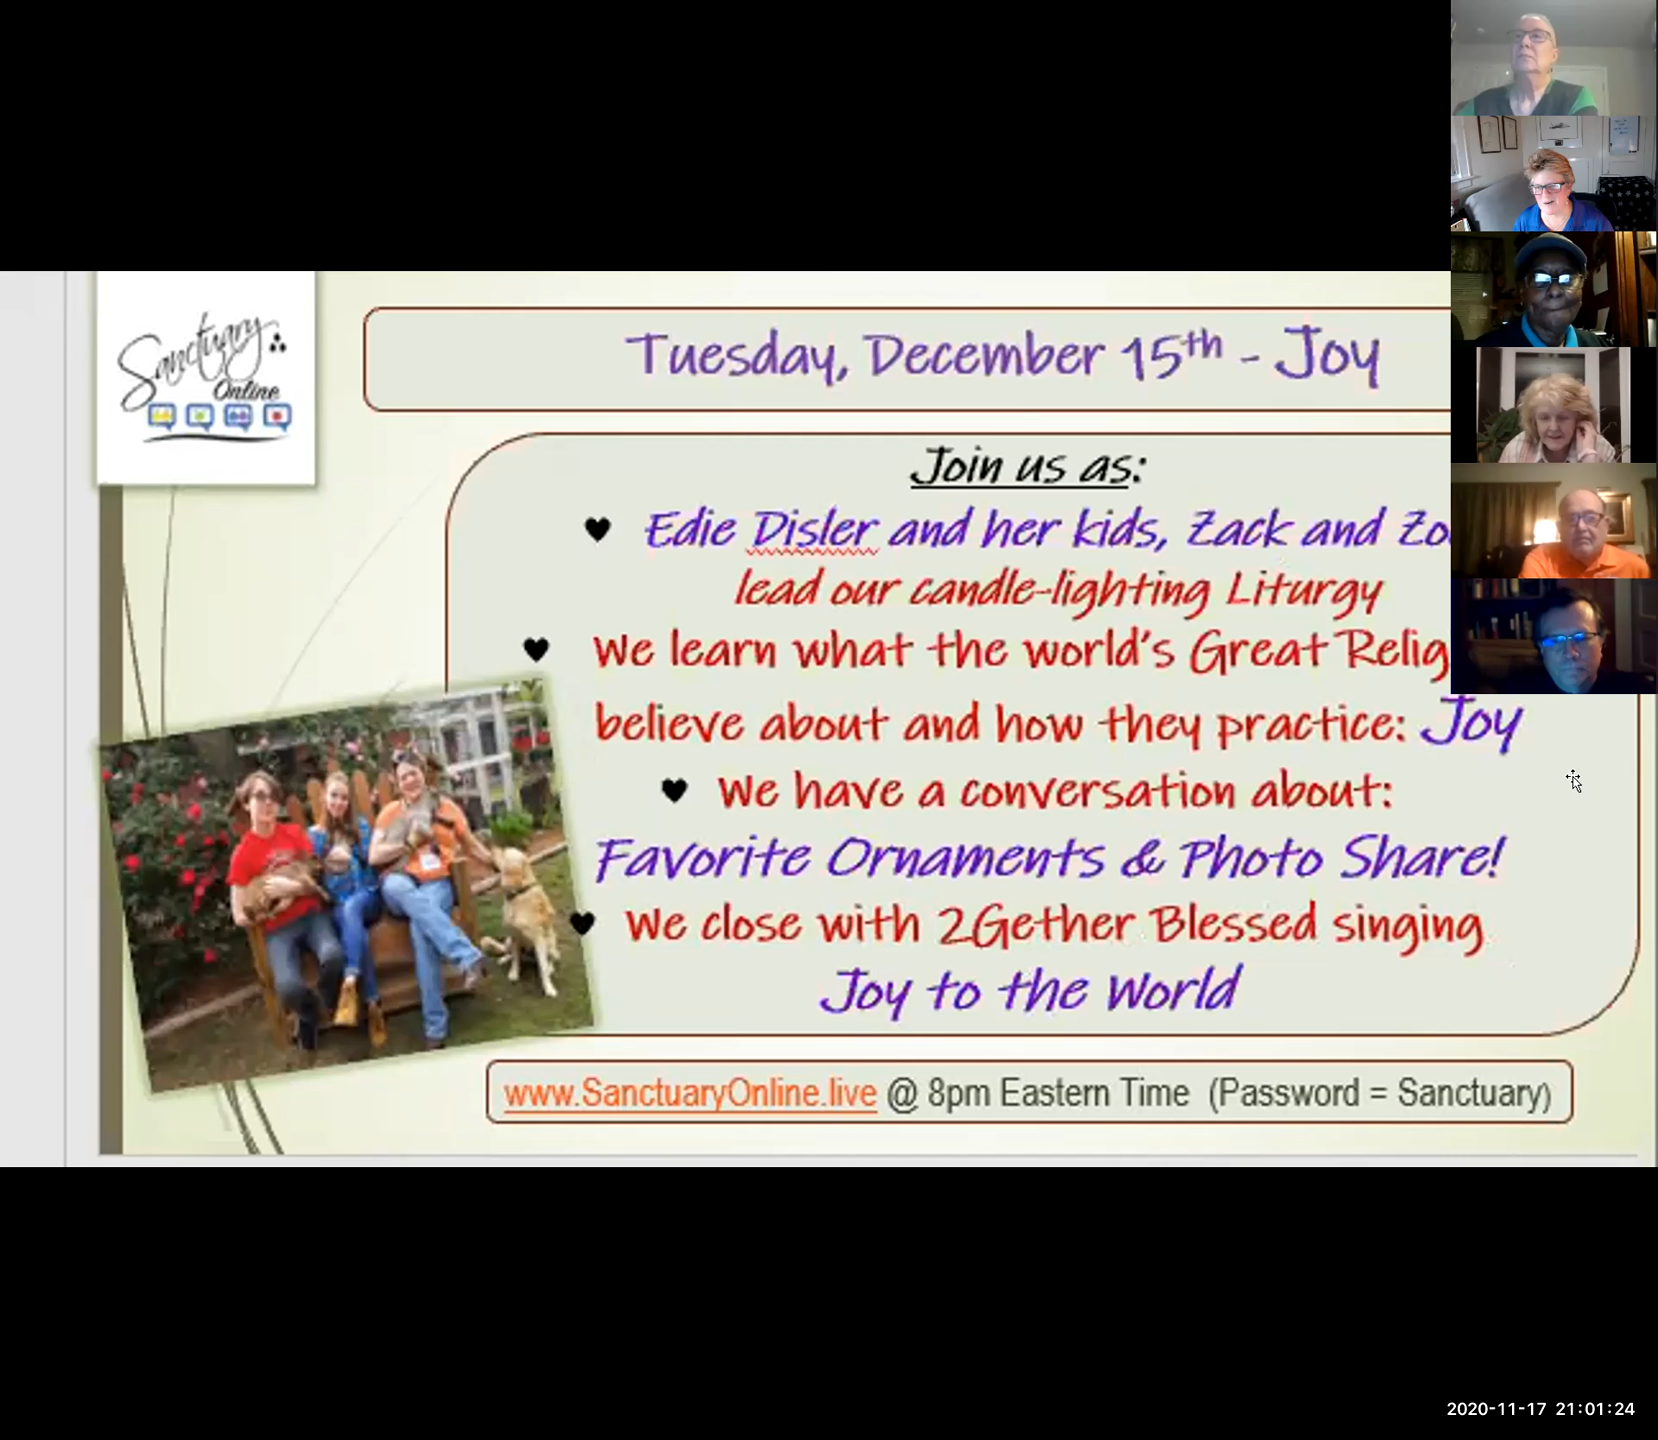 Sanctuary
Online
Tuesday, December 15th - Joy
Join us as:
♥ Edie Disler and her kids, Zack and
lead our candle-lighting Liturgy
♥ We learn what the world's Great
believe about and how they practice: Joy
♥ We have a conversation about:
Favorite Ornaments & Photo Share!
♥ We close with 2Gether Blessed singing
Joy to the World
www.SanctuaryOnline.live @ 8pm Eastern Time (Password = Sanctuary)
2020-11-17 21:01:24